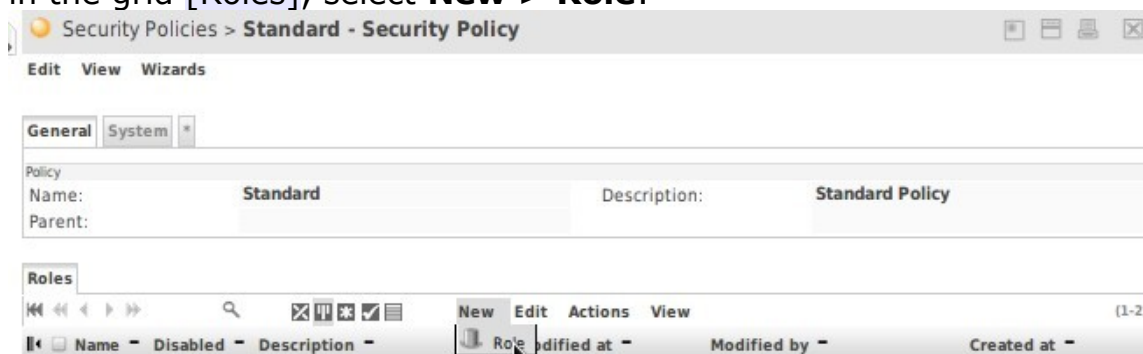 in the grid [Roles], select New > Role.
Security Policies > Standard - Security Policy
Edit View Wizards
General System *
Policy
Name: Standard Description: Standard Policy
Parent:
Roles
New Edit Actions View (1-2
Name Disabled Description Role odified at Modified by Created at